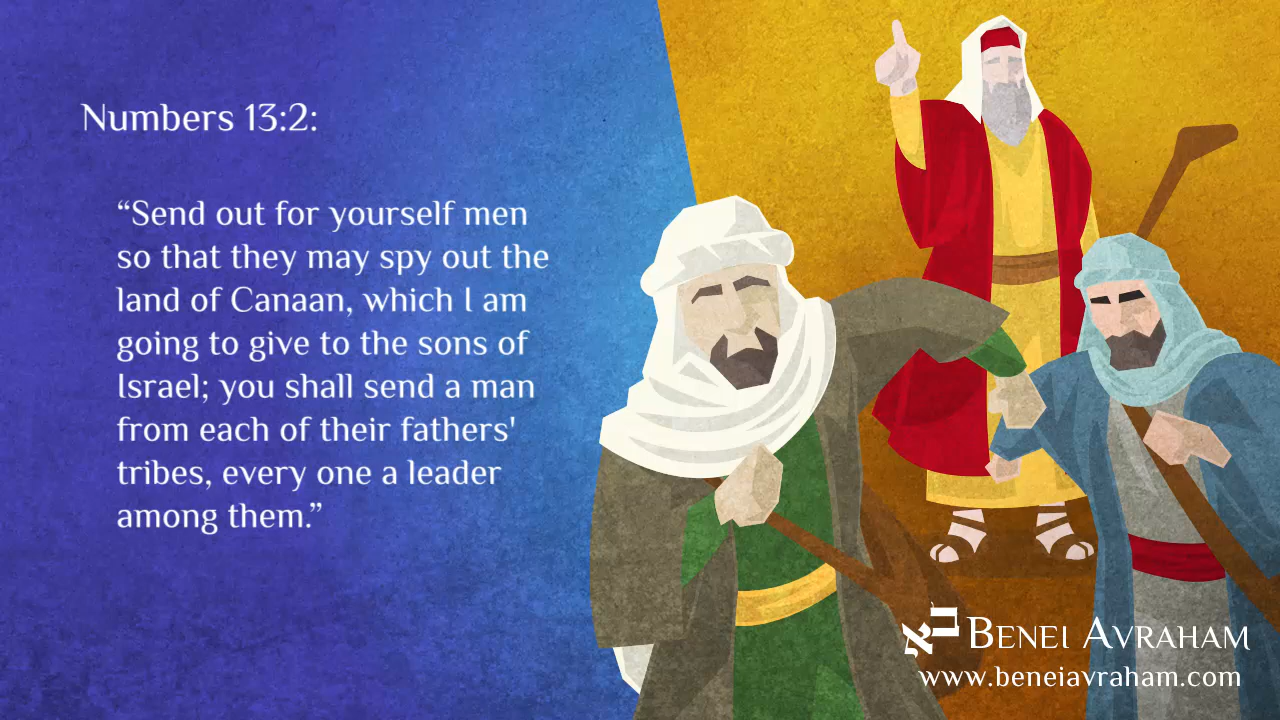 Numbers 13:2:
“Send out for yourself men
so that they may spy out the
land of Canaan, which I am
going to give to the sons of
Israel; you shall send a man
from each of their fathers'
tribes, every one a leader
among them.”
בא BENEI AVRAHAM
www.beneiavraham.com